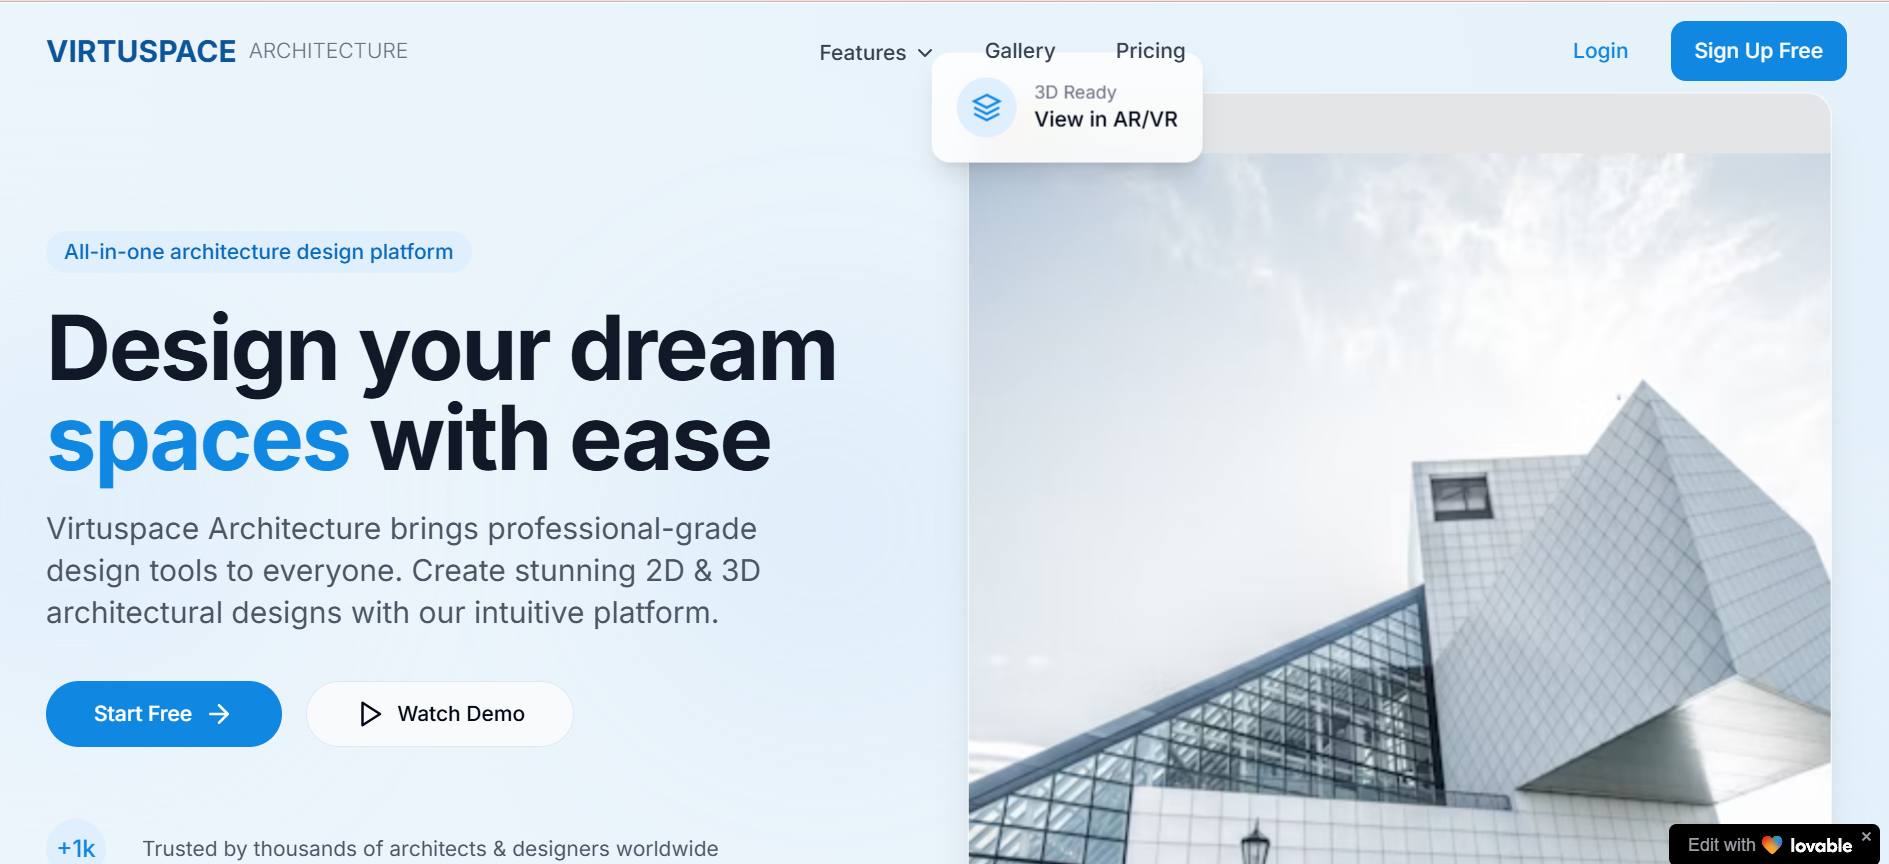 VIRTUSPACE ARCHITECTURE
Features Gallery Pricing
Login Sign Up Free
3D Ready
View in AR/VR
All-in-one architecture design platform
Design your dream
spaces with ease
Virtuspace Architecture brings professional-grade
design tools to everyone. Create stunning 2D & 3D
architectural designs with our intuitive platform.
Start Free Watch Demo
+1k Trusted by thousands of architects & designers worldwide
Edit with lovable